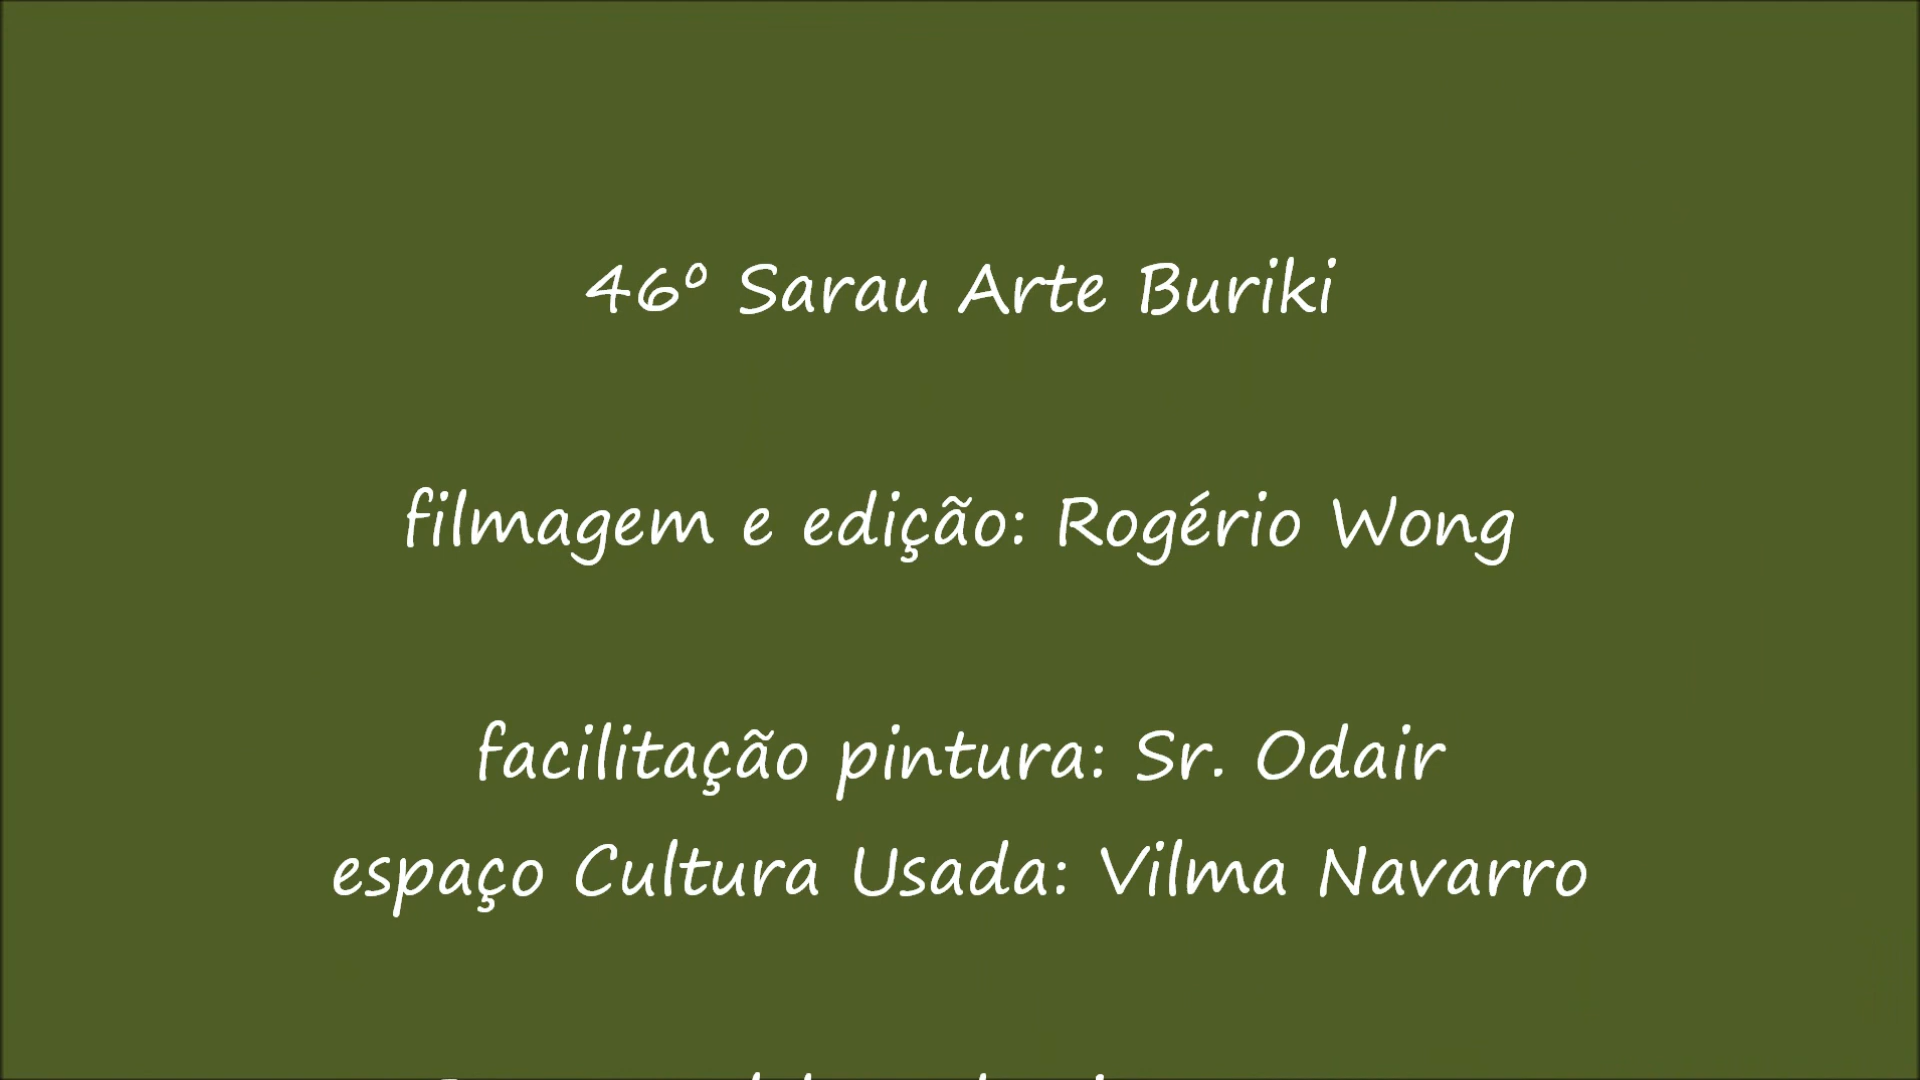 46º Sarau Arte Buriki
filmagem e edição: Rogério Wong
facilitação pintura: Sr. Odair
espaço Cultura Usada: Vilma Navarro